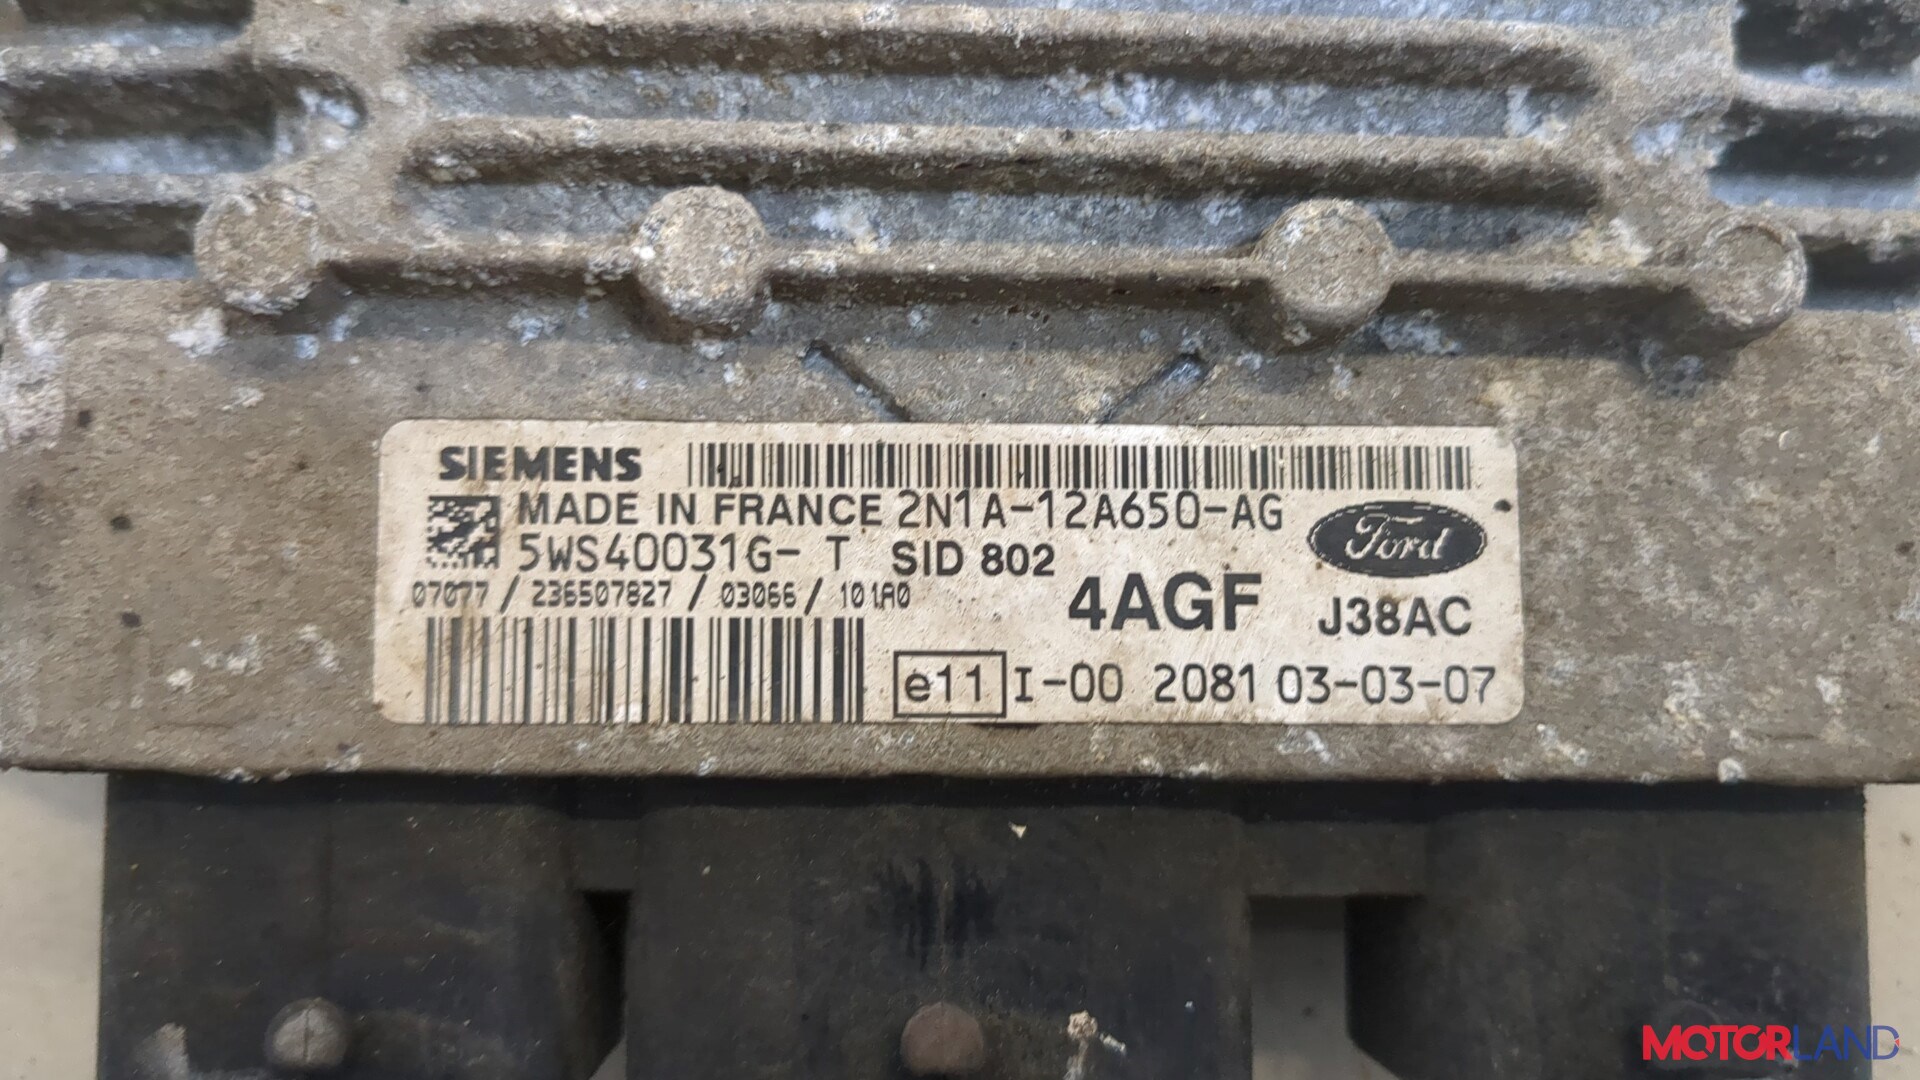 SIEMENS
MADE IN FRANCE 2N1A-12A650-AG
Ford
5WS40031G- T SID 802
07077 / 236507827 / 03066 / 101A0
4AGF J38AC
e11 I-00 2081 03-03-07
MOTORLAND